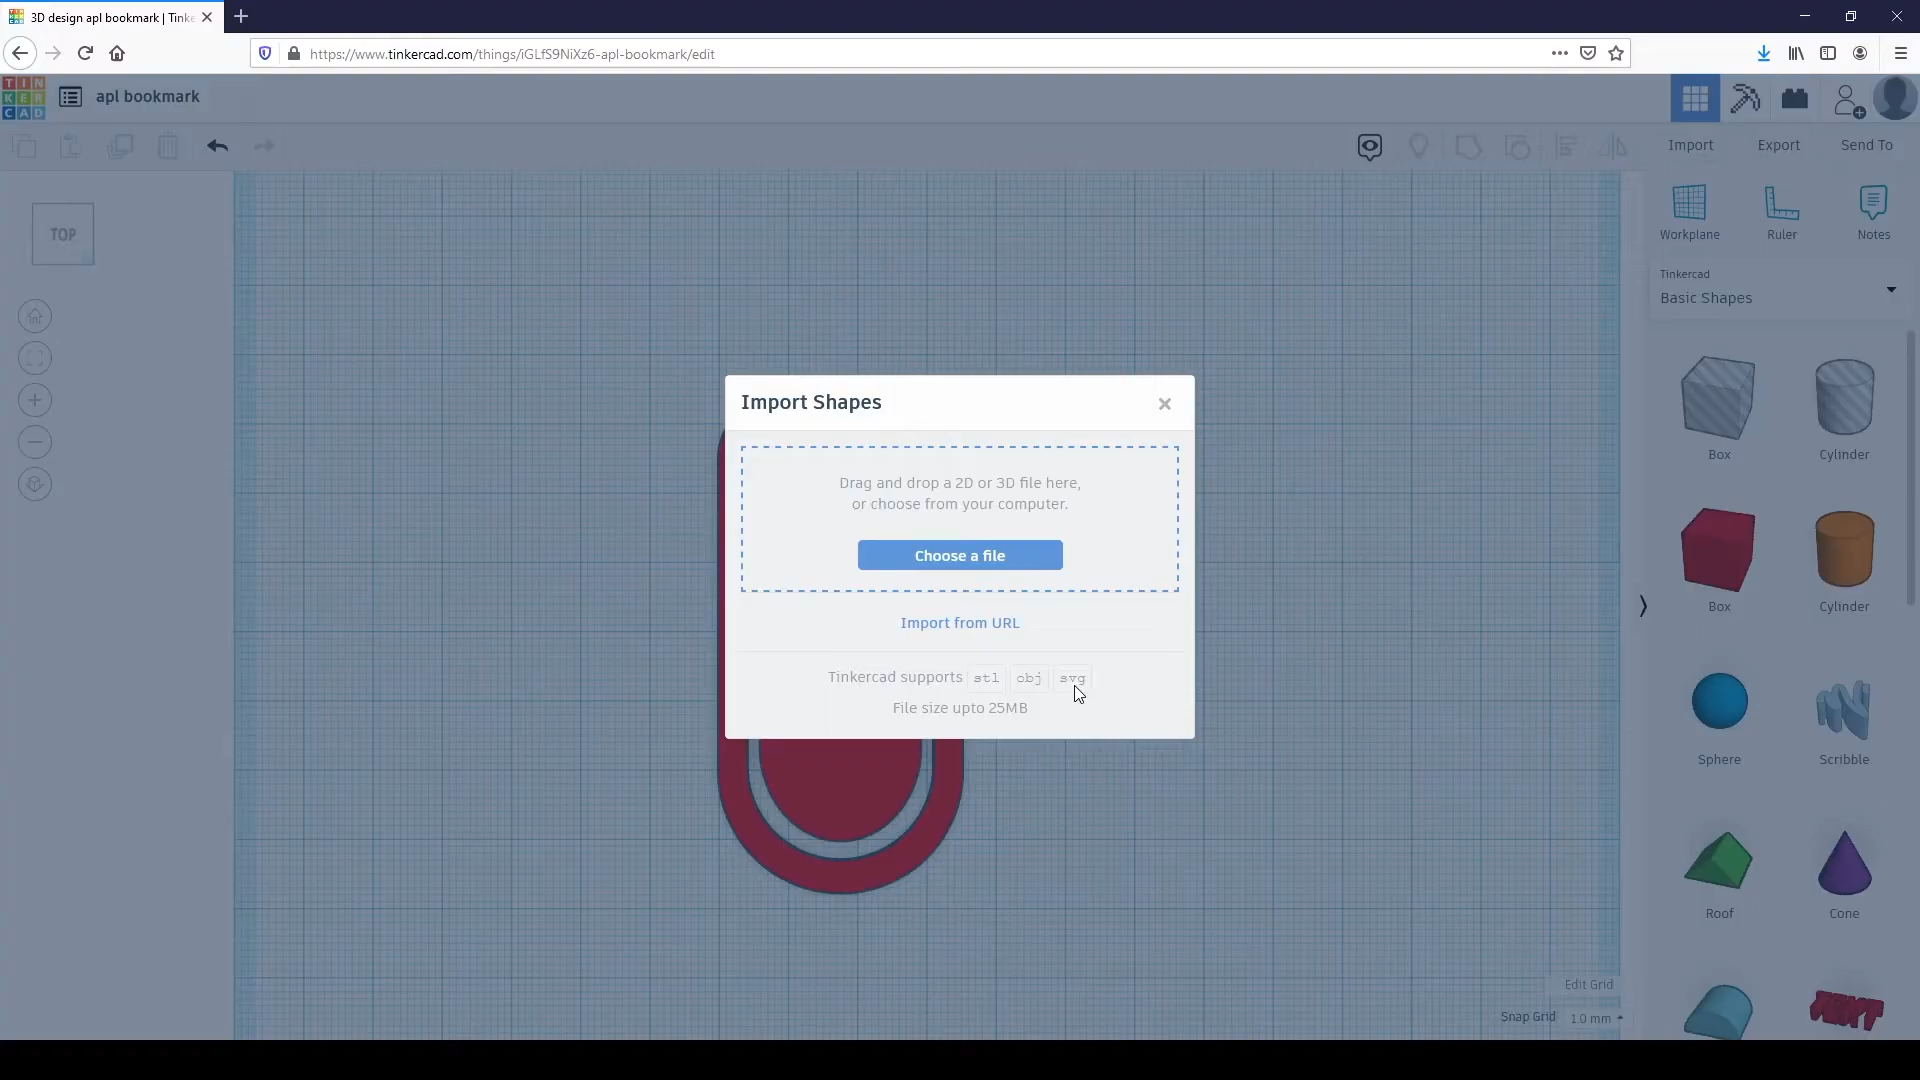 3D design apl bookmark | Tinke
https://www.tinkercad.com/things/iGLfS9NiXz6-apl-bookmark/edit
TIN
KER
CAD
apl bookmark
Import
Export
Send To
TOP
Workplane
Ruler
Notes
Tinkercad
Basic Shapes
Import Shapes
Drag and drop a 2D or 3D file here,
or choose from your computer.
Choose a file
Import from URL
Tinkercad supports stl obj svg
File size upto 25MB
Box
Cylinder
Box
Cylinder
Sphere
Scribble
Roof
Cone
TEXT
Edit Grid
Snap Grid 1.0 mm